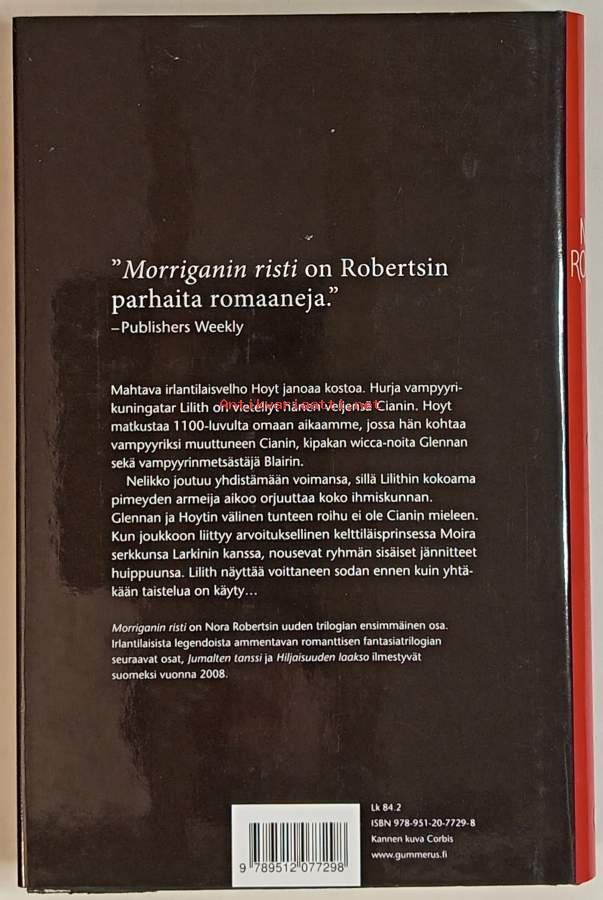 ”Morriganin risti on Robertsin
parhaita romaaneja.”
–Publishers Weekly
Mahtava irlantilaisvelho Hoyt janoaa kostoa. Hurja vampyyri-
kuningatar Lilith on vietellyt hänen veljensä Cianin. Hoyt
matkustaa 1100-luvulta omaan aikaamme, jossa hän kohtaa
vampyyriksi muuttuneen Cianin, kipakan wicca-noita Glennan
sekä vampyyrinmetsästäjä Blairin.
Nelikko joutuu yhdistämään voimansa, sillä Lilithin kokoama
pimeyden armeija aikoo orjuuttaa koko ihmiskunnan.
Glennan ja Hoytin välinen tunteen roihu ei ole Cianin mieleen.
Kun joukkoon liittyy arvoituksellinen kelttiläisprinsessa Moira
serkkunsa Larkinin kanssa, nousevat ryhmän sisäiset jännitteet
huippuunsa. Lilith näyttää voittaneen sodan ennen kuin yhtä-
kään taistelua on käyty...
Morriganin risti on Nora Robertsin uuden trilogian ensimmäinen osa.
Irlantilaisista legendoista ammentavan romanttisen fantasiatrilogian
seuraavat osat, Jumalten tanssi ja Hiljaisuuden laakso ilmestyvät
suomeksi vuonna 2008.
Lk 84.2
ISBN 978-951-20-7729-8
Kannen kuva Corbis
www.gummerus.fi
9 789512 077298